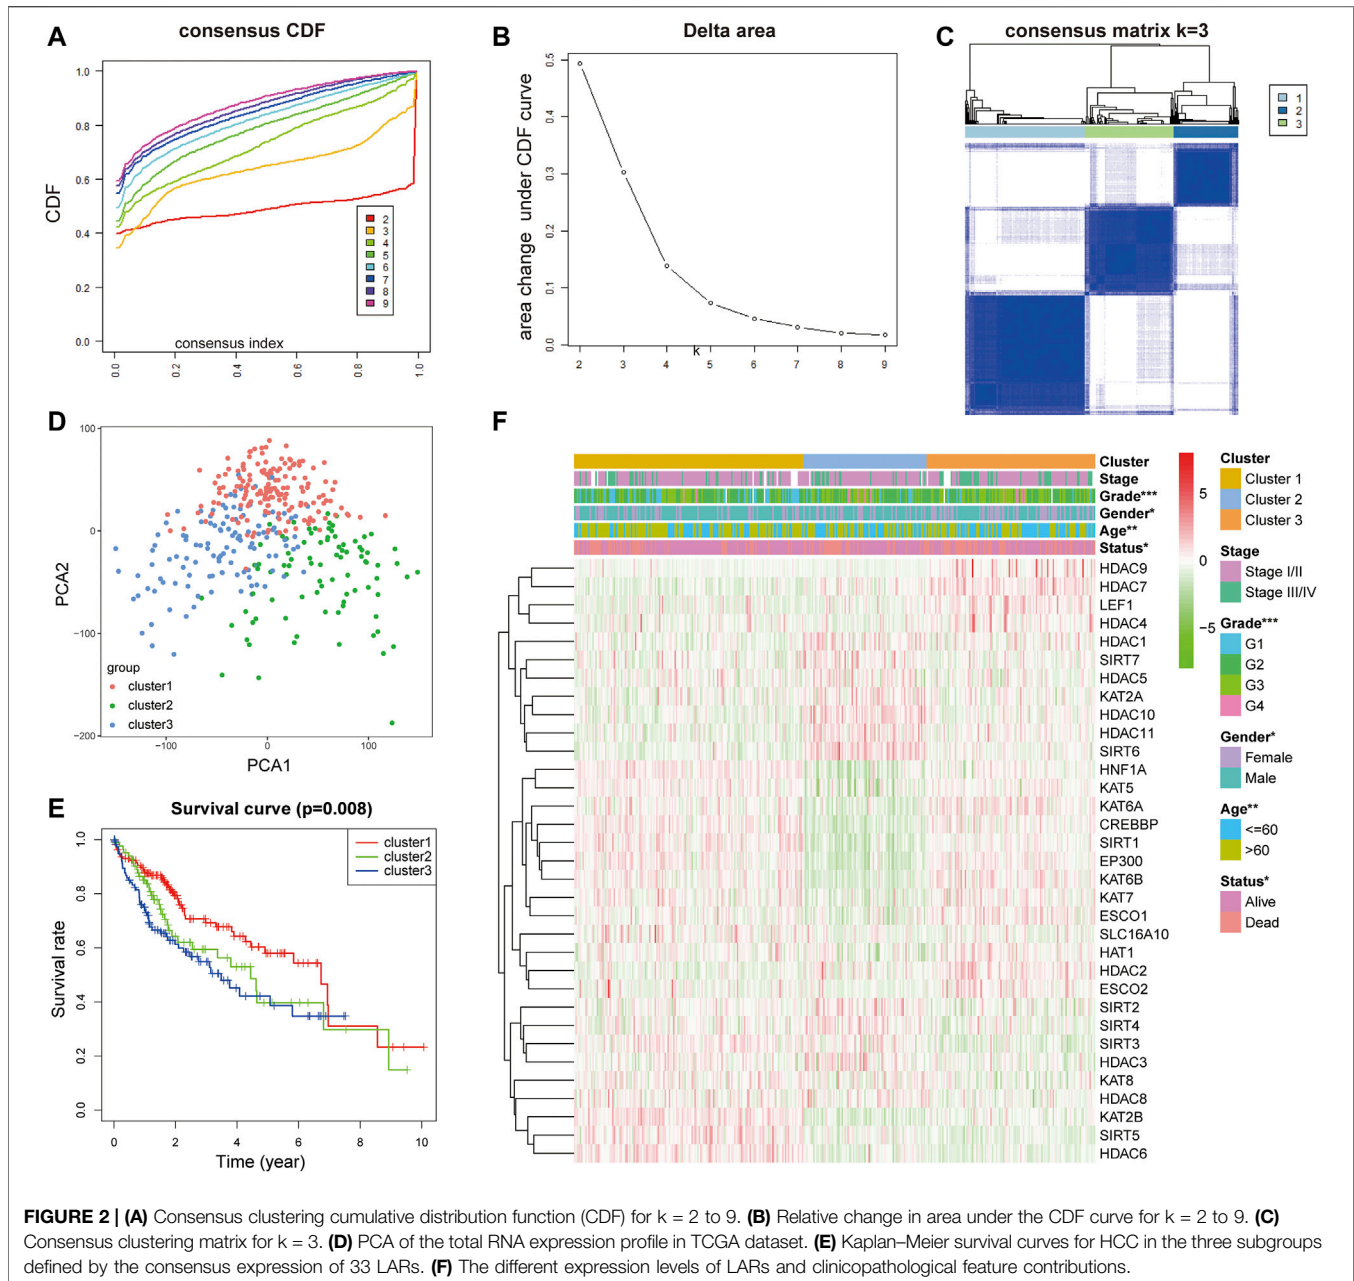 A
consensus CDF
CDF
1.0
0.8
0.6
0.4
0.2
0.0
consensus index
0.0
0.2
0.4
0.6
0.8
1.0
2
3
4
5
6
7
8
9
B
Delta area
area change under CDF curve
0.5
0.4
0.3
0.2
0.1
0.0
k
2
3
4
5
6
7
8
9
C
consensus matrix k=3
1
2
3
D
PCA2
100
0
−100
−200
group
cluster1
cluster2
cluster3
−100
0
100
PCA1
E
Survival curve (p=0.008)
Survival rate
1.0
0.8
0.6
0.4
0.2
0.0
cluster1
cluster2
cluster3
0
2
4
6
8
10
Time (year)
F
Cluster
Stage
Grade***
Gender*
Age**
Status*
HDAC9
HDAC7
LEF1
HDAC4
HDAC1
SIRT7
HDAC5
KAT2A
HDAC10
HDAC11
SIRT6
HNF1A
KAT5
KAT6A
CREBBP
SIRT1
EP300
KAT6B
KAT7
ESCO1
SLC16A10
HAT1
HDAC2
ESCO2
SIRT2
SIRT4
SIRT3
HDAC3
KAT8
HDAC8
KAT2B
SIRT5
HDAC6
5
0
−5
Cluster
Cluster 1
Cluster 2
Cluster 3
Stage
Stage I/II
Stage III/IV
Grade***
G1
G2
G3
G4
Gender*
Female
Male
Age**
<=60
>60
Status*
Alive
Dead
FIGURE 2 | (A) Consensus clustering cumulative distribution function (CDF) for k = 2 to 9. (B) Relative change in area under the CDF curve for k = 2 to 9. (C)
Consensus clustering matrix for k = 3. (D) PCA of the total RNA expression profile in TCGA dataset. (E) Kaplan–Meier survival curves for HCC in the three subgroups
defined by the consensus expression of 33 LARs. (F) The different expression levels of LARs and clinicopathological feature contributions.